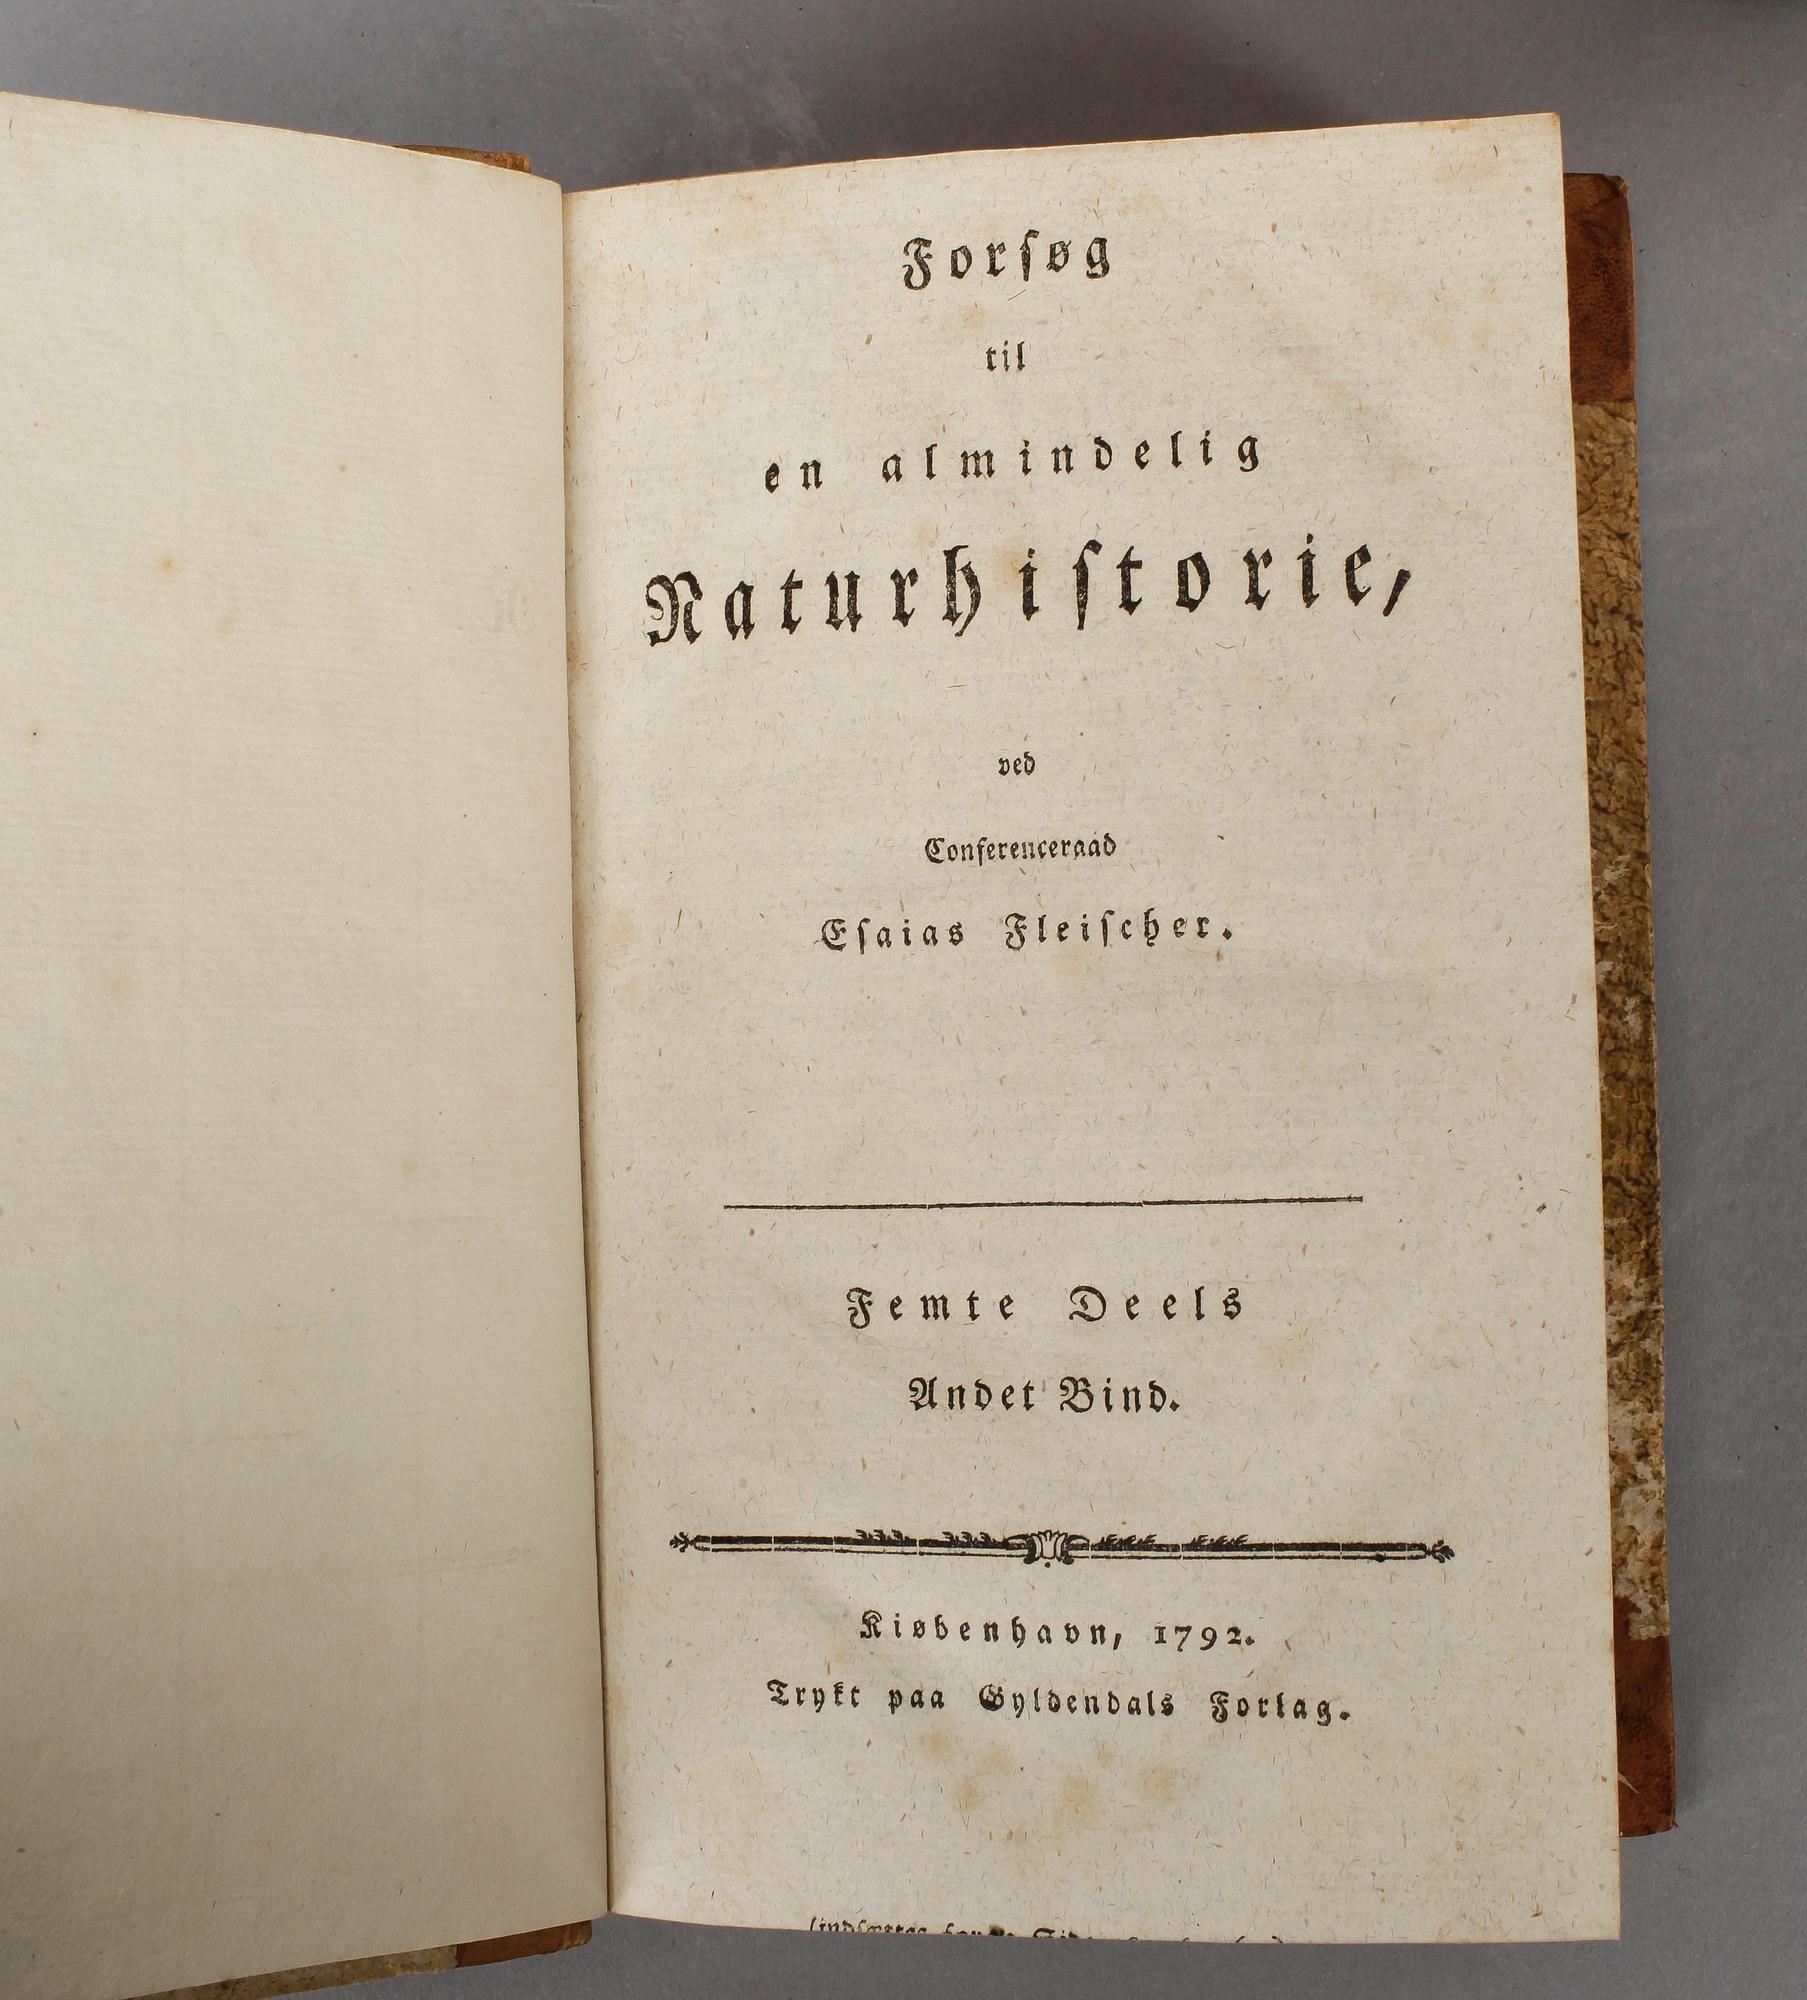 Forſøg
til
en almindelig
Naturhiſtorie,
ved
Conferenceraad
Eſaias Fleiſcher.
Femte Deels
Andet Bind.
Kiøbenhavn, 1792.
Trykt paa Gyldendals Forlag.